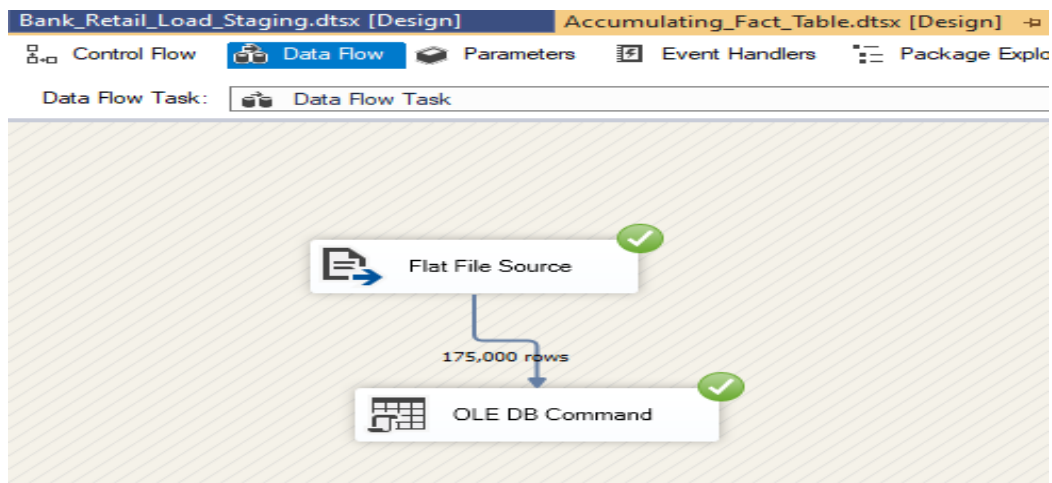 Bank_Retail_Load_Staging.dtsx [Design] Accumulating_Fact_Table.dtsx [Design]
Control Flow Data Flow Parameters Event Handlers Package Explo
Data Flow Task: Data Flow Task
Flat File Source
175,000 rows
OLE DB Command